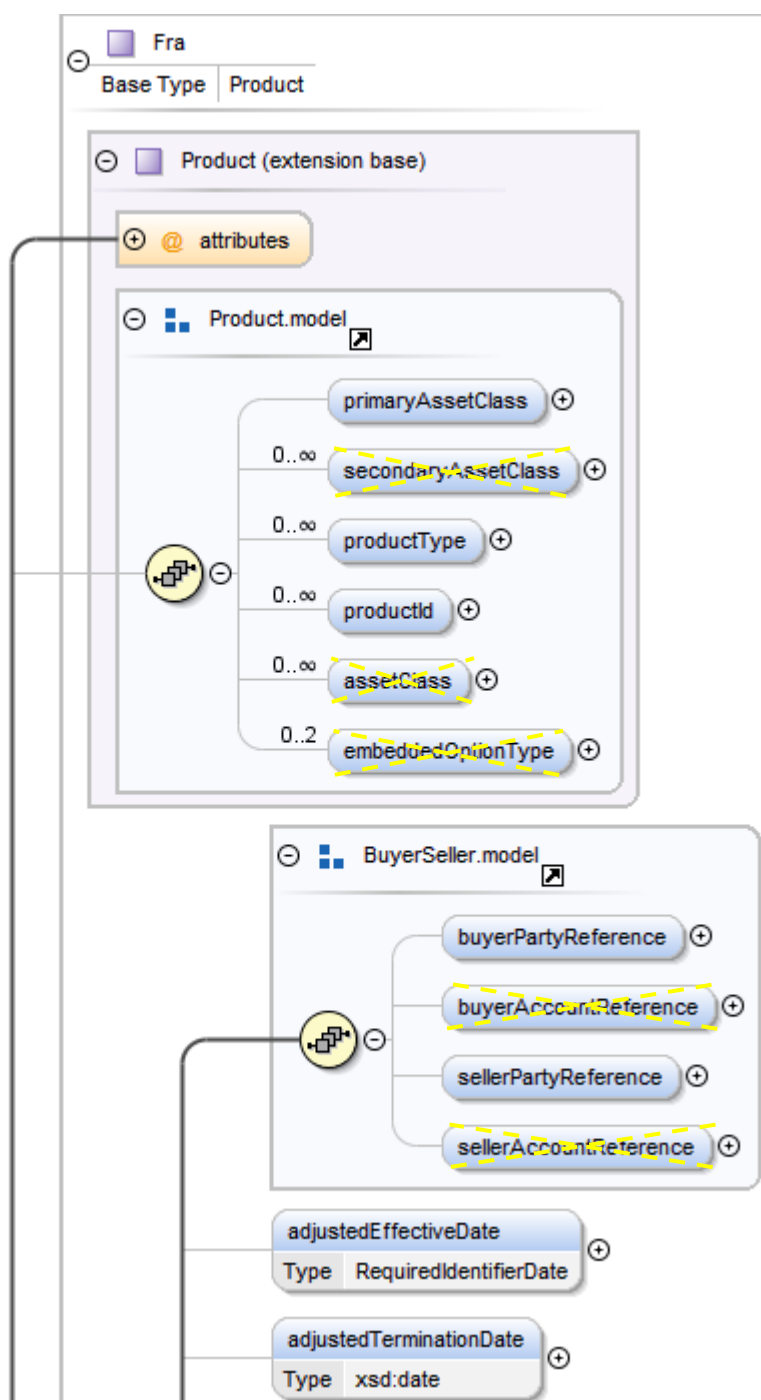 Fra
Base Type Product
Product (extension base)
@ attributes
Product.model
primaryAssetClass
0..∞
secondaryAssetClass
0..∞
productType
0..∞
productId
0..∞
assetClass
0..2
embeddedOptionType
BuyerSeller.model
buyerPartyReference
buyerAccountReference
sellerPartyReference
sellerAccountReference
adjustedEffectiveDate
Type RequiredIdentifierDate
adjustedTerminationDate
Type xsd:date